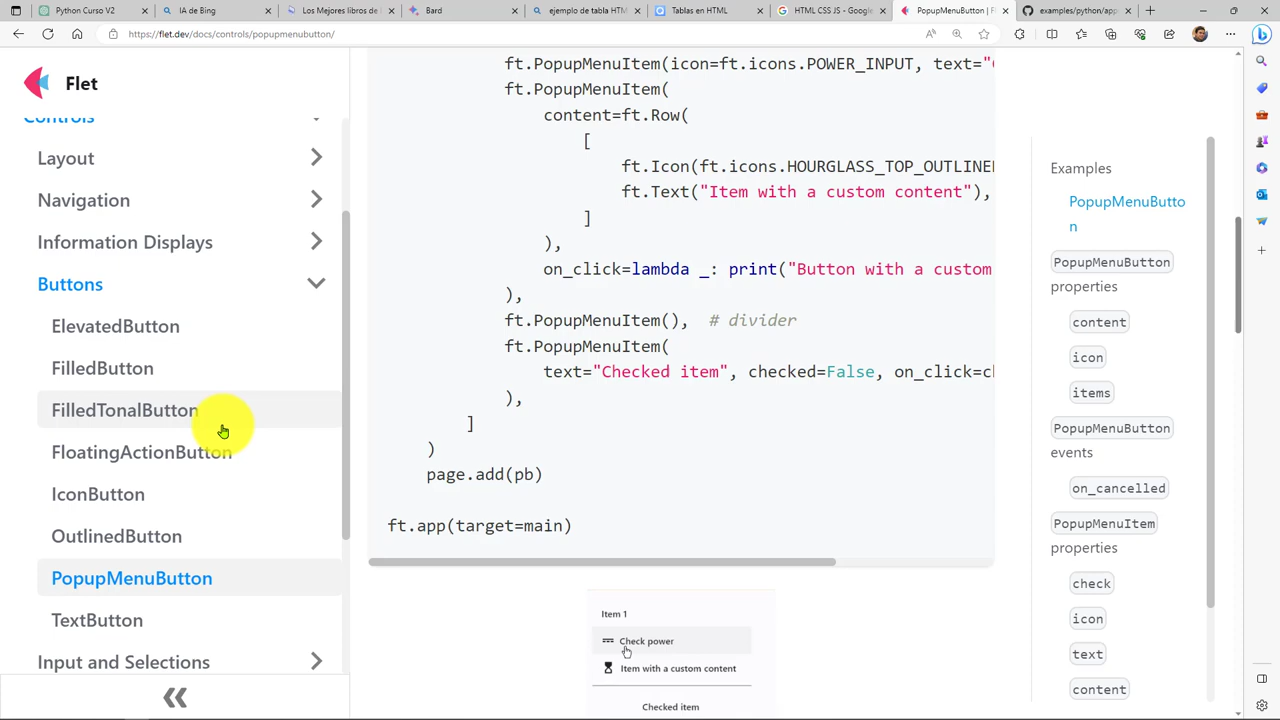 Python Curso V2
IA de Bing
Los Mejores libros de
Bard
ejemplo de tabla HTM
Tablas en HTML
HTML CSS JS - Google
PopupMenuButton | Fl
examples/python/app
https://flet.dev/docs/controls/popupmenubutton/
Flet
Controls
Layout
Navigation
Information Displays
Buttons
ElevatedButton
FilledButton
FilledTonalButton
FloatingActionButton
IconButton
OutlinedButton
PopupMenuButton
TextButton
Input and Selections
ft.PopupMenuItem(icon=ft.icons.POWER_INPUT, text="
ft.PopupMenuItem(
content=ft.Row(
[
ft.Icon(ft.icons.HOURGLASS_TOP_OUTLINE
ft.Text("Item with a custom content"),
]
),
on_click=lambda _: print("Button with a custom
),
ft.PopupMenuItem(), # divider
ft.PopupMenuItem(
text="Checked item", checked=False, on_click=c
),
]
)
page.add(pb)
ft.app(target=main)
Item 1
Check power
Item with a custom content
Checked item
Examples
PopupMenuButto
n
PopupMenuButton
properties
content
icon
items
PopupMenuButton
events
on_cancelled
PopupMenuItem
properties
check
icon
text
content